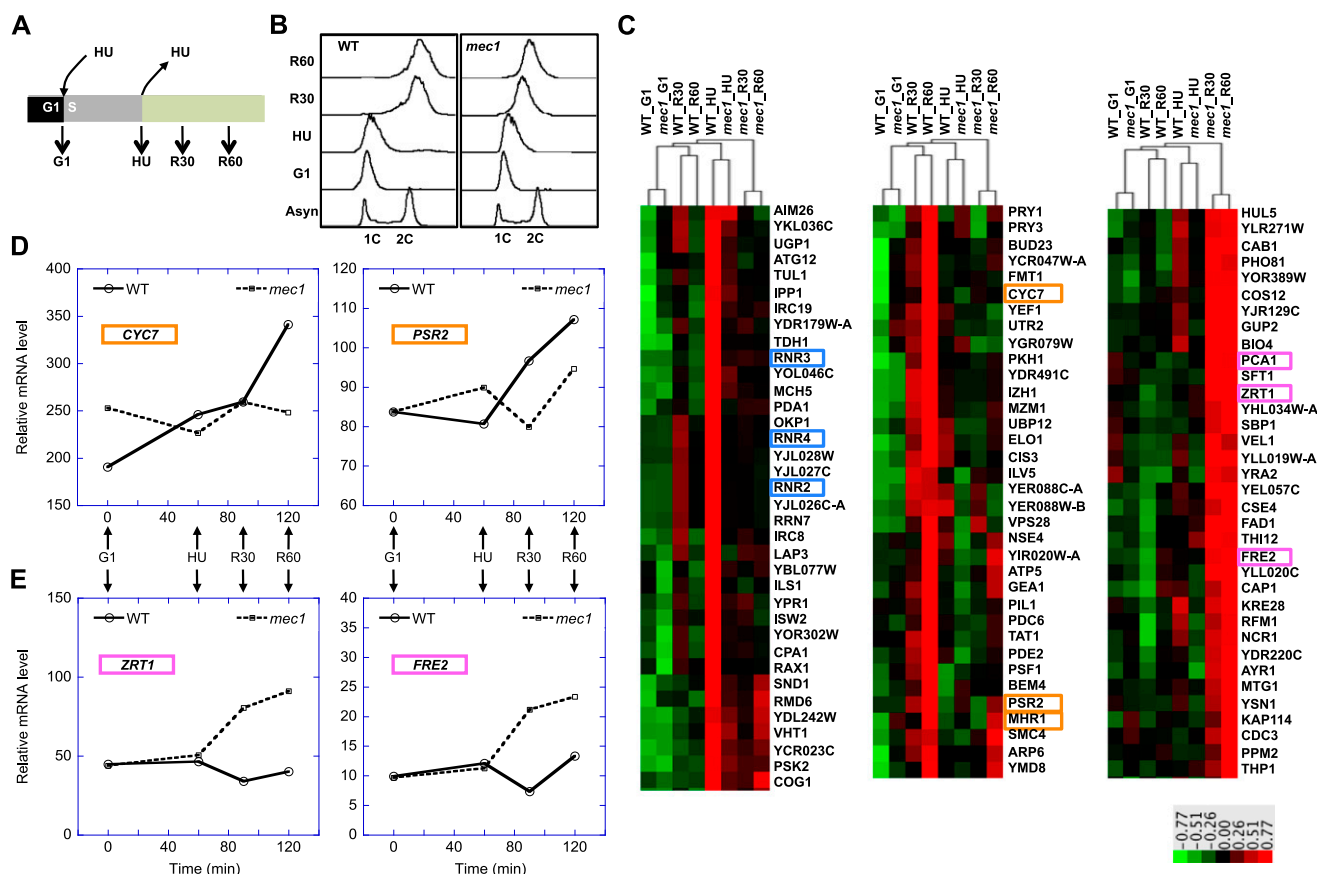 A
HU HU
G1 S
G1 HU R30 R60
B
WT mec1
R60
R30
HU
G1
Asyn
1C 2C 1C 2C
C
WT_G1
mec1_G1
WT_R30
WT_R60
WT_HU
mec1_HU
mec1_R30
mec1_R60
AIM26
YKL036C
UGP1
ATG12
TUL1
IPP1
IRC19
YDR179W-A
TDH1
RNR3
YOL046C
MCH5
PDA1
OKP1
RNR4
YJL028W
YJL027C
RNR2
YJL026C-A
RRN7
IRC8
LAP3
YBL077W
ILS1
YPR1
ISW2
YOR302W
CPA1
RAX1
SND1
RMD6
YDL242W
VHT1
YCR023C
PSK2
COG1
WT_G1
mec1_G1
WT_R30
WT_R60
WT_HU
mec1_HU
mec1_R30
mec1_R60
PRY1
PRY3
BUD23
YCR047W-A
FMT1
CYC7
YEF1
UTR2
YGR079W
PKH1
YDR491C
IZH1
MZM1
UBP12
ELO1
CIS3
ILV5
YER088C-A
YER088W-B
VPS28
NSE4
YIR020W-A
ATP5
GEA1
PIL1
PDC6
TAT1
PDE2
PSF1
BEM4
PSR2
MHR1
SMC4
ARP6
YMD8
WT_G1
mec1_G1
WT_R30
WT_R60
WT_HU
mec1_HU
mec1_R30
mec1_R60
HUL5
YLR271W
CAB1
PHO81
YOR389W
COS12
YJR129C
GUP2
BIO4
PCA1
SFT1
ZRT1
YHL034W-A
SBP1
VEL1
YLL019W-A
YRA2
YEL057C
CSE4
FAD1
THI12
FRE2
YLL020C
CAP1
KRE28
RFM1
NCR1
YDR220C
AYR1
MTG1
YSN1
KAP114
CDC3
PPM2
THP1
-0.77
-0.51
-0.26
0.00
0.26
0.51
0.77
D
Relative mRNA level
400
350
300
250
200
150
WT mec1
CYC7
0 40 80 120
120
110
100
90
80
70
60
WT mec1
PSR2
0 40 80 120
G1 HU R30 R60
G1 HU R30 R60
E
Relative mRNA level
150
100
50
0
WT mec1
ZRT1
0 40 80 120
Time (min)
40
35
30
25
20
15
10
5
0
WT mec1
FRE2
0 40 80 120
Time (min)